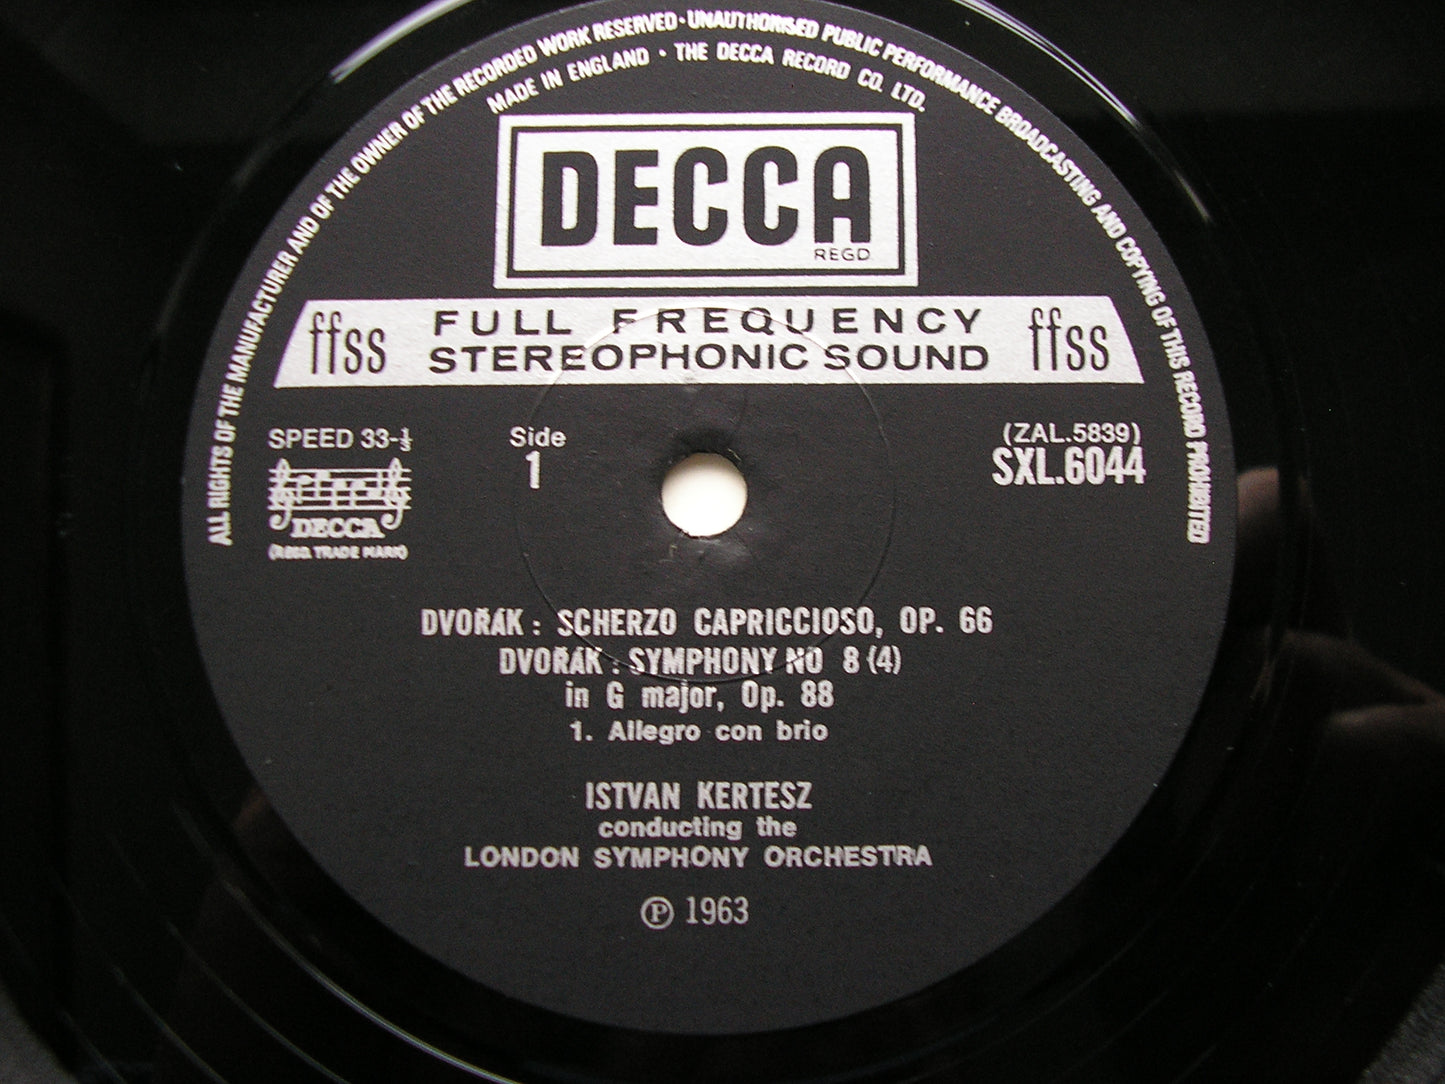 ALL RIGHTS OF THE MANUFACTURER AND OF THE OWNER OF THE RECORDED WORK RESERVED · UNAUTHORISED PUBLIC PERFORMANCE BROADCASTING AND COPYING OF THIS RECORD PROHIBITED
MADE IN ENGLAND · THE DECCA RECORD CO. LTD.
DECCA
REGD
ffss FULL FREQUENCY STEREOPHONIC SOUND ffss
SPEED 33-⅓
Side
1
(ZAL.5839)
SXL.6044
DECCA
(REGD. TRADE MARK)
DVOŘÁK : SCHERZO CAPRICCIOSO, OP. 66
DVOŘÁK : SYMPHONY NO 8 (4)
in G major, Op. 88
1. Allegro con brio
ISTVAN KERTESZ
conducting the
LONDON SYMPHONY ORCHESTRA
℗ 1963